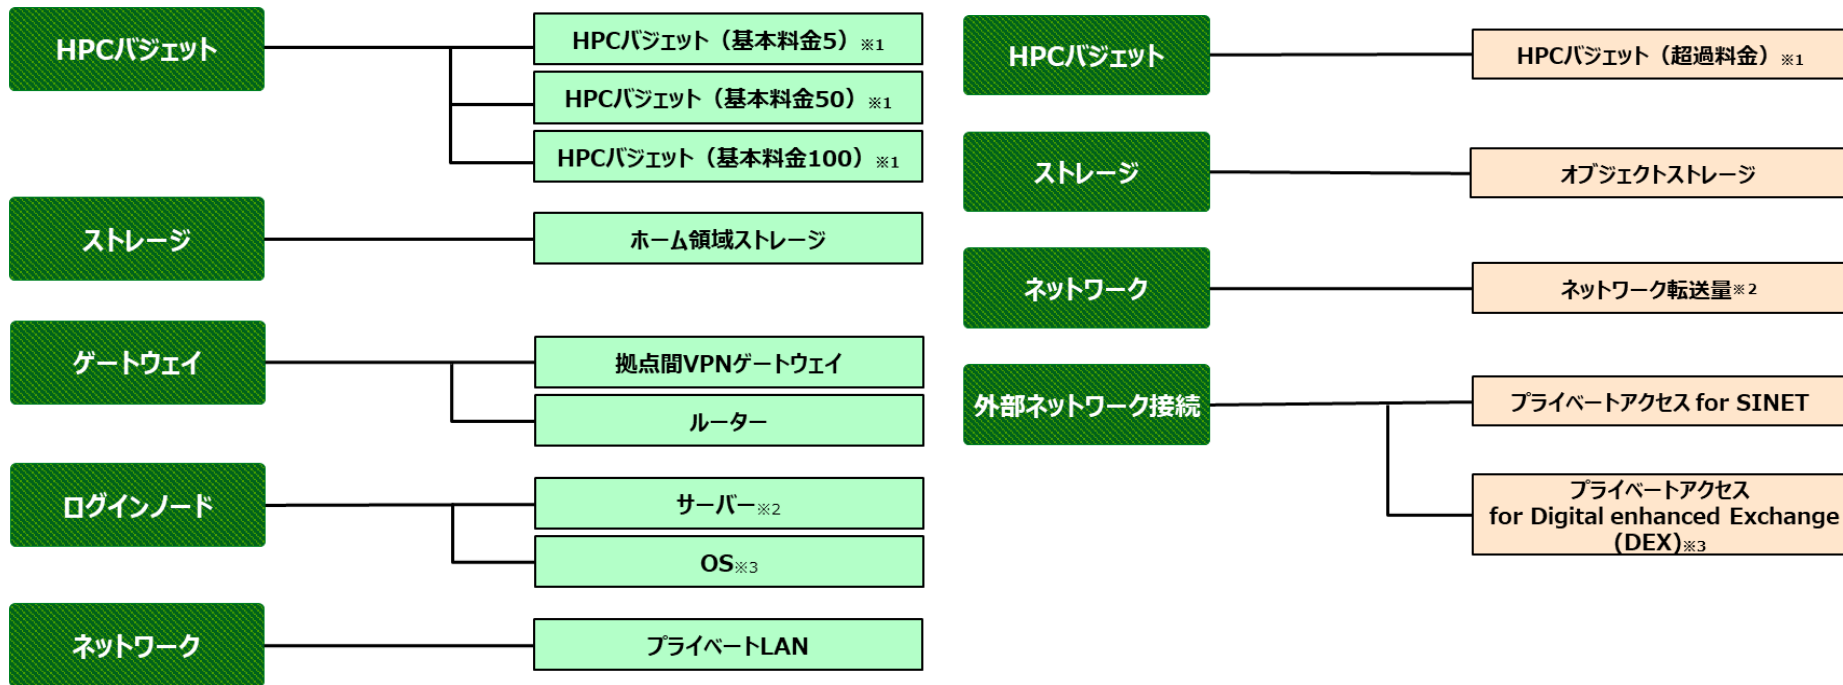 HPCバジェット
HPCバジェット（基本料金5）※1
HPCバジェット（基本料金50）※1
HPCバジェット（基本料金100）※1
ストレージ
ホーム領域ストレージ
ゲートウェイ
拠点間VPNゲートウェイ
ルーター
ログインノード
サーバー※2
OS※3
ネットワーク
プライベートLAN
HPCバジェット
HPCバジェット（超過料金）※1
ストレージ
オブジェクトストレージ
ネットワーク
ネットワーク転送量※2
外部ネットワーク接続
プライベートアクセス for SINET
プライベートアクセス
for Digital enhanced Exchange
(DEX)※3